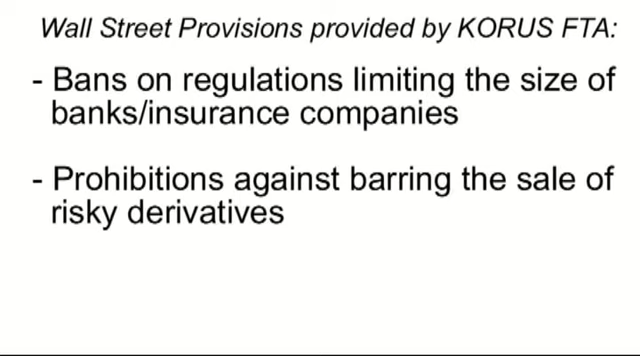 Wall Street Provisions provided by KORUS FTA:
- Bans on regulations limiting the size of
banks/insurance companies
- Prohibitions against barring the sale of
risky derivatives